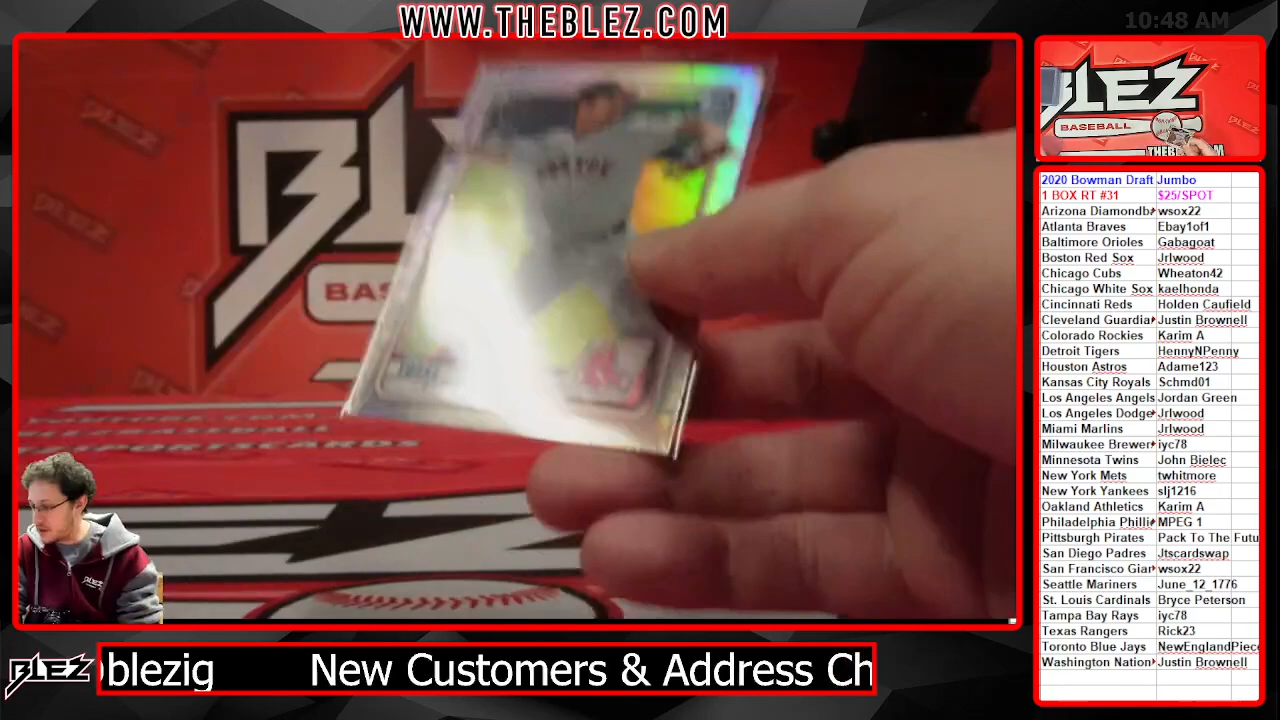 WWW.THEBLEZ.COM
10:48 AM
BLEZ
BASEBALL
BLEZ
BASEBALL
2020 Bowman Draft Jumbo
1 BOX RT #31 $25/SPOT
Arizona Diamondba wsox22
Atlanta Braves Ebay1of1
Baltimore Orioles Gabagoat
Boston Red Sox Jrlwood
Chicago Cubs Wheaton42
Chicago White Sox kaelhonda
Cincinnati Reds Holden Caufield
Cleveland Guardia Justin Brownell
Colorado Rockies Karim A
Detroit Tigers HennyNPenny
Houston Astros Adame123
Kansas City Royals Schmd01
Los Angeles Angels Jordan Green
Los Angeles Dodge Jrlwood
Miami Marlins Jrlwood
Milwaukee Brewer iyc78
Minnesota Twins John Bielec
New York Mets twhitmore
New York Yankees slj1216
Oakland Athletics Karim A
Philadelphia Philli MPEG 1
Pittsburgh Pirates Pack To The Futu
San Diego Padres Jtscardswap
San Francisco Gian wsox22
Seattle Mariners June_12_1776
St. Louis Cardinals Bryce Peterson
Tampa Bay Rays iyc78
Texas Rangers Rick23
Toronto Blue Jays NewEnglandPiece
Washington Nation Justin Brownell
BLEZ
blezig New Customers & Address Ch